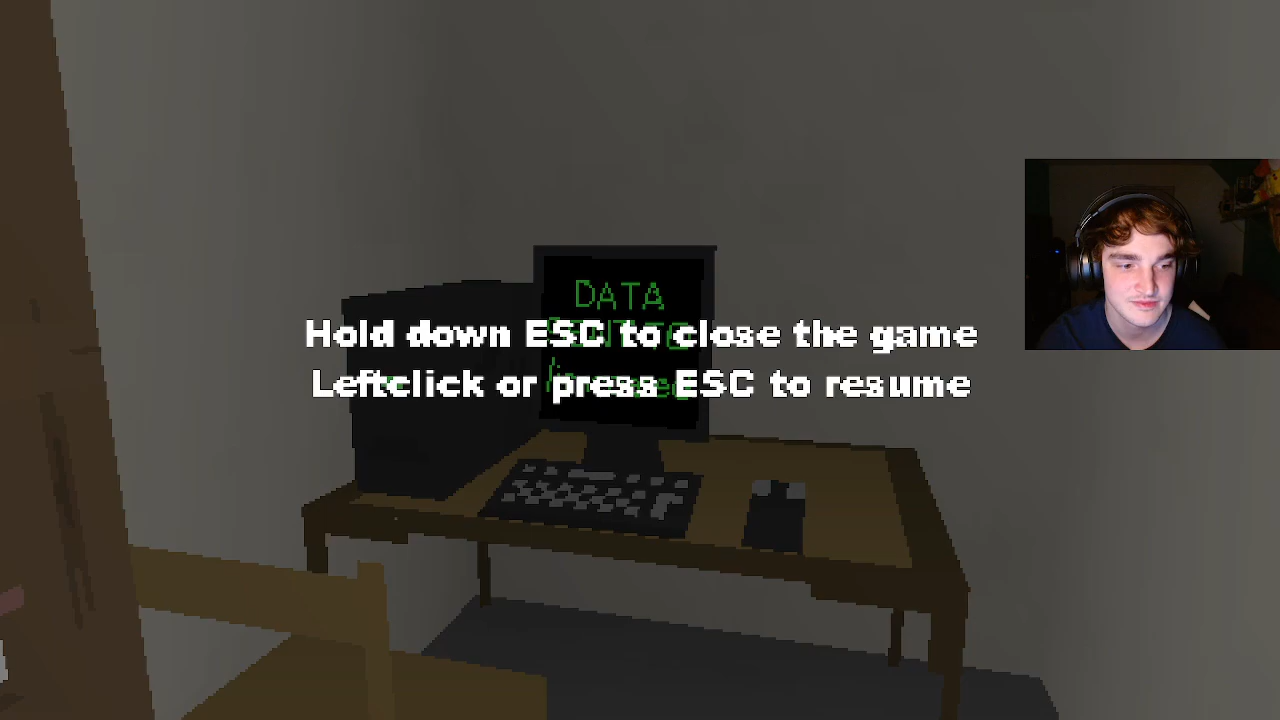 DATA
Hold down ESC to close the game
Leftclick or press ESC to resume